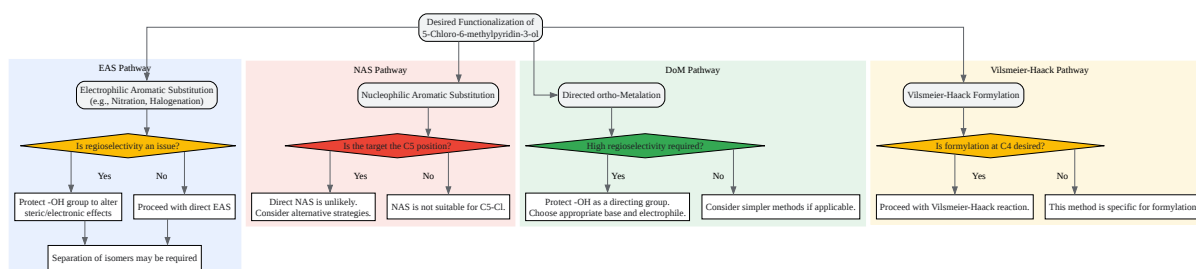 Desired Functionalization of
5-Chloro-6-methylpyridin-3-ol
EAS Pathway
Electrophilic Aromatic Substitution
(e.g., Nitration, Halogenation)
Is regioselectivity an issue?
Yes
No
Protect -OH group to alter
steric/electronic effects
Proceed with direct EAS
Separation of isomers may be required
NAS Pathway
Nucleophilic Aromatic Substitution
Is the target the C5 position?
Yes
No
Direct NAS is unlikely.
Consider alternative strategies.
NAS is not suitable for C5-Cl.
DoM Pathway
Directed ortho-Metalation
High regioselectivity required?
Yes
No
Protect -OH as a directing group.
Choose appropriate base and electrophile.
Consider simpler methods if applicable.
Vilsmeier-Haack Pathway
Vilsmeier-Haack Formylation
Is formylation at C4 desired?
Yes
No
Proceed with Vilsmeier-Haack reaction.
This method is specific for formylation